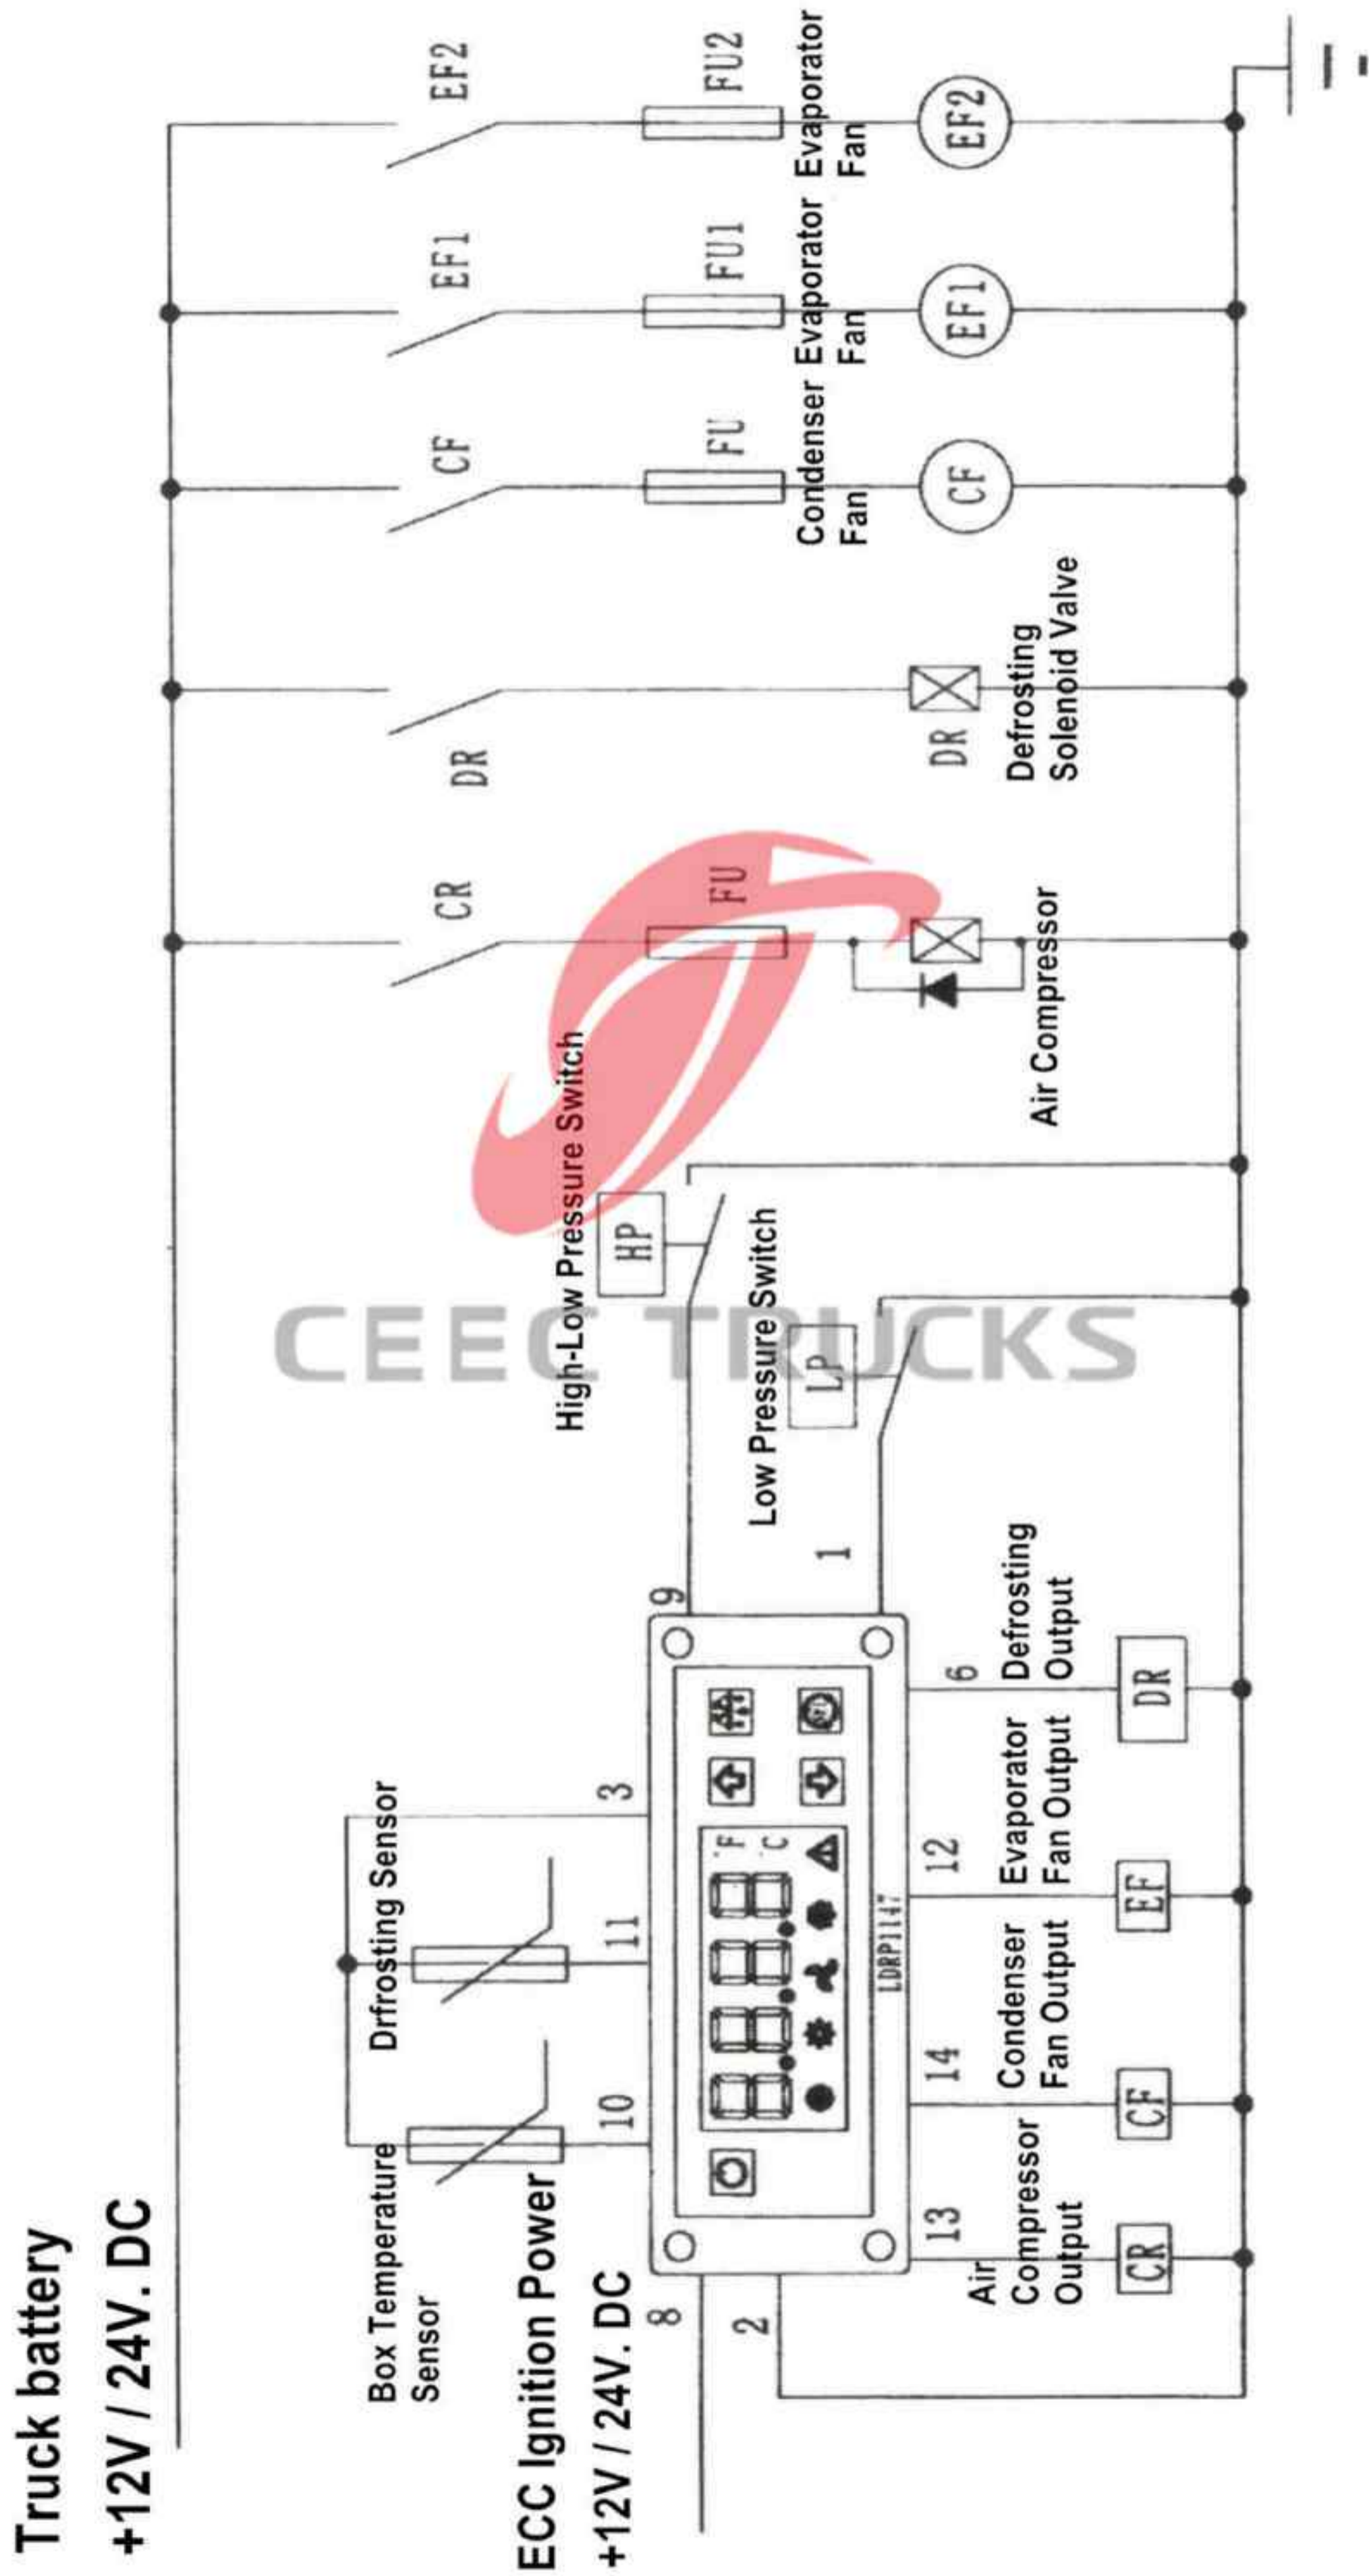 Truck battery
+12V / 24V. DC
CR
DR
CF
EF1
EF2
FU
FU
FU1
FU2
Condenser
Fan
Evaporator
Fan
Evaporator
Fan
CF
EF1
EF2
DR
Defrosting
Solenoid Valve
Air Compressor
High-Low Pressure Switch
HP
Low Pressure Switch
LP
CEEC TRUCKS
Box Temperature
Sensor
Drfrosting Sensor
ECC Ignition Power
+12V / 24V. DC
10
11
3
8
2
9
1
°F
°C
LDRP1147
13
14
12
6
Air
Compressor
Output
Condenser
Fan Output
Evaporator
Fan Output
Defrosting
Output
CR
CF
EF
DR